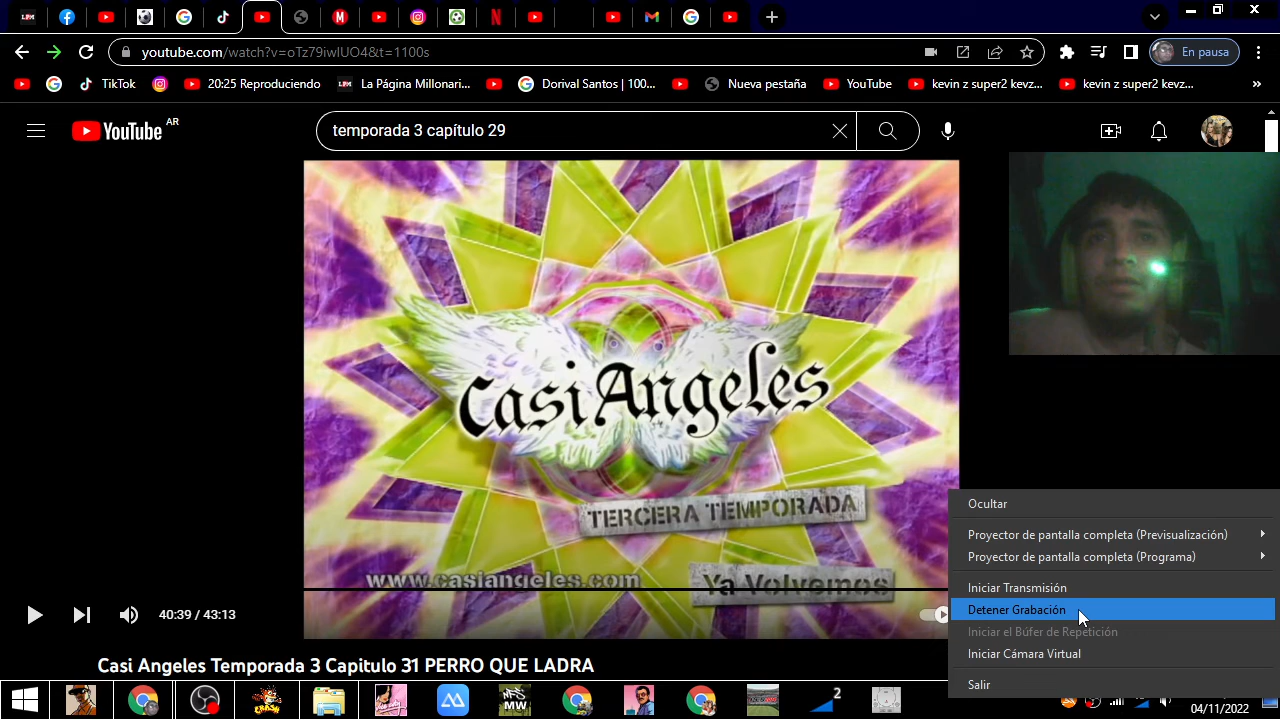 youtube.com/watch?v=oTz79iwIUO4&t=1100s
En pausa
TikTok
20:25 Reproduciendo
La Página Millonari...
Dorival Santos | 100...
Nueva pestaña
YouTube
kevin z super2 kevz...
kevin z super2 kevz...
»
YouTube AR
temporada 3 capítulo 29
CasiAngeles
TERCERA TEMPORADA
www.casiangeles.com
Ya Volvemos
40:39 / 43:13
Casi Angeles Temporada 3 Capitulo 31 PERRO QUE LADRA
Ocultar
Proyector de pantalla completa (Previsualización)
Proyector de pantalla completa (Programa)
Iniciar Transmisión
Detener Grabación
Iniciar el Búfer de Repetición
Iniciar Cámara Virtual
Salir
MW
2
04/11/2022